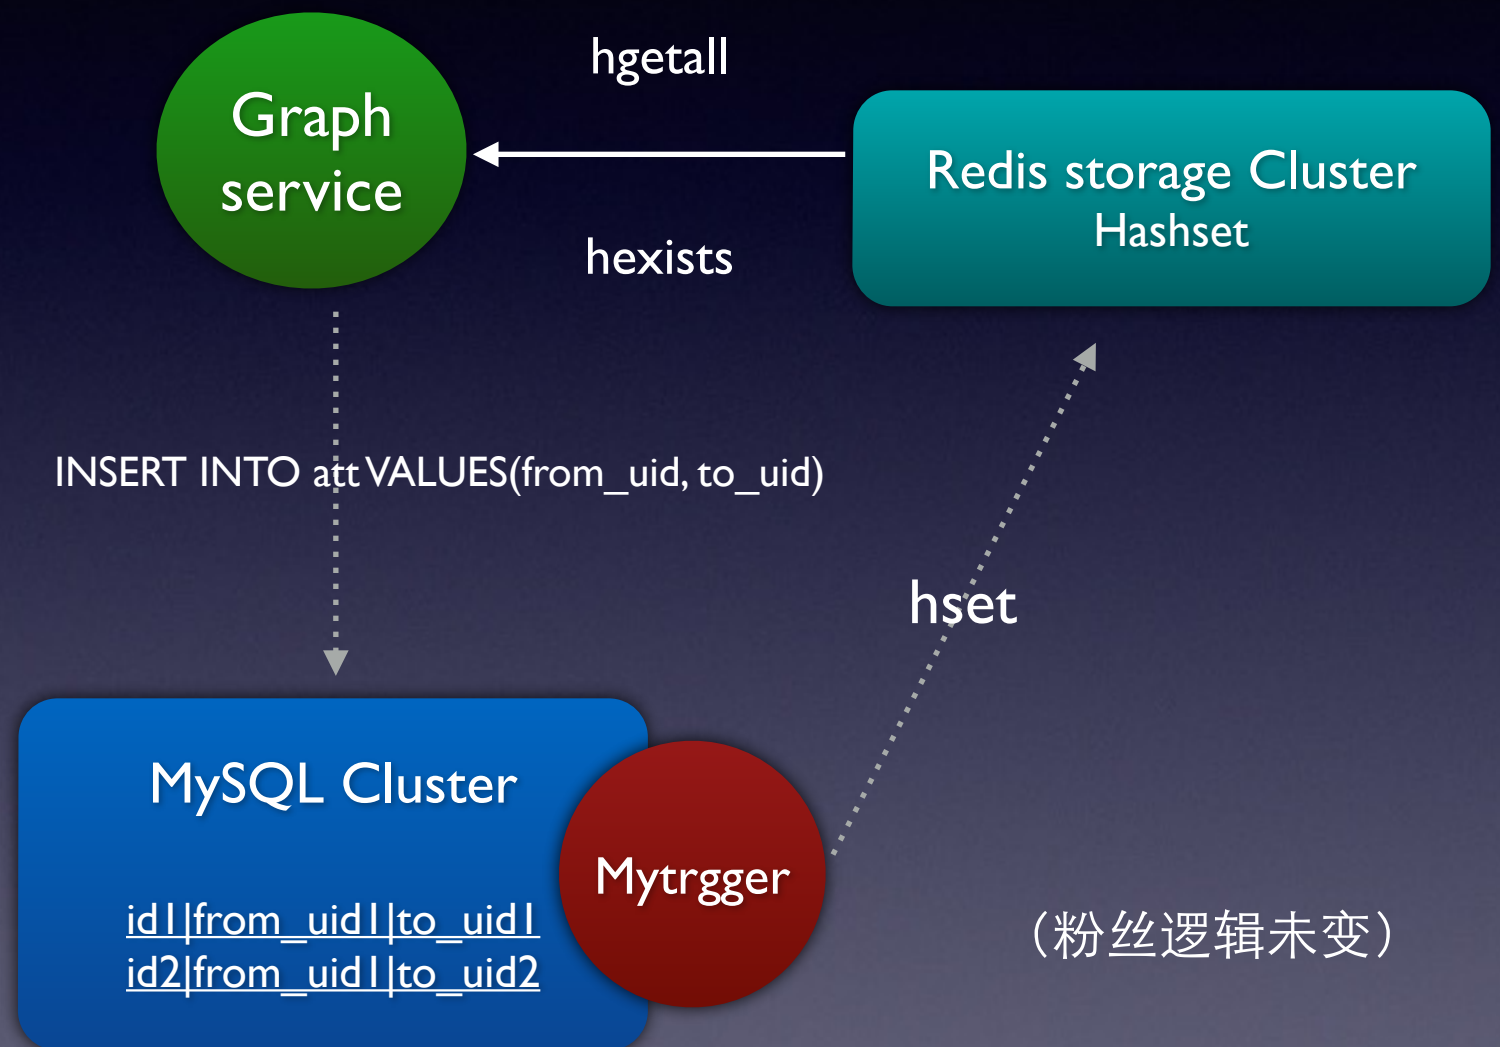 Graph
service
hgetall
hexists
Redis storage Cluster
Hashset
INSERT INTO att VALUES(from_uid, to_uid)
hset
MySQL Cluster
id1|from_uid1|to_uid1
id2|from_uid1|to_uid2
Mytrgger
（粉丝逻辑未变）